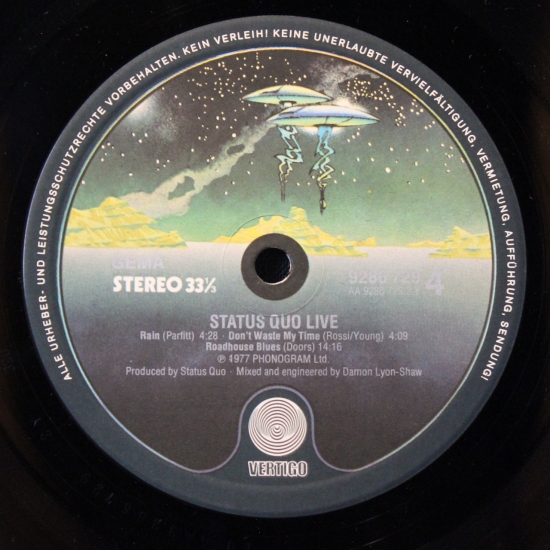 ALLE URHEBER- UND LEISTUNGSSCHUTZRECHTE VORBEHALTEN. KEIN VERLEIH! KEINE UNERLAUBTE VERVIELFÄLTIGUNG, VERMIETUNG, AUFFÜHRUNG, SENDUNG!
GEMA
STEREO 33⅓
4
STATUS QUO LIVE
Rain (Parfitt) 4:28 · Don't Waste My Time (Rossi/Young) 4:09
Roadhouse Blues (Doors) 14:16
℗ 1977 PHONOGRAM Ltd.
Produced by Status Quo · Mixed and engineered by Damon Lyon-Shaw
VERTIGO